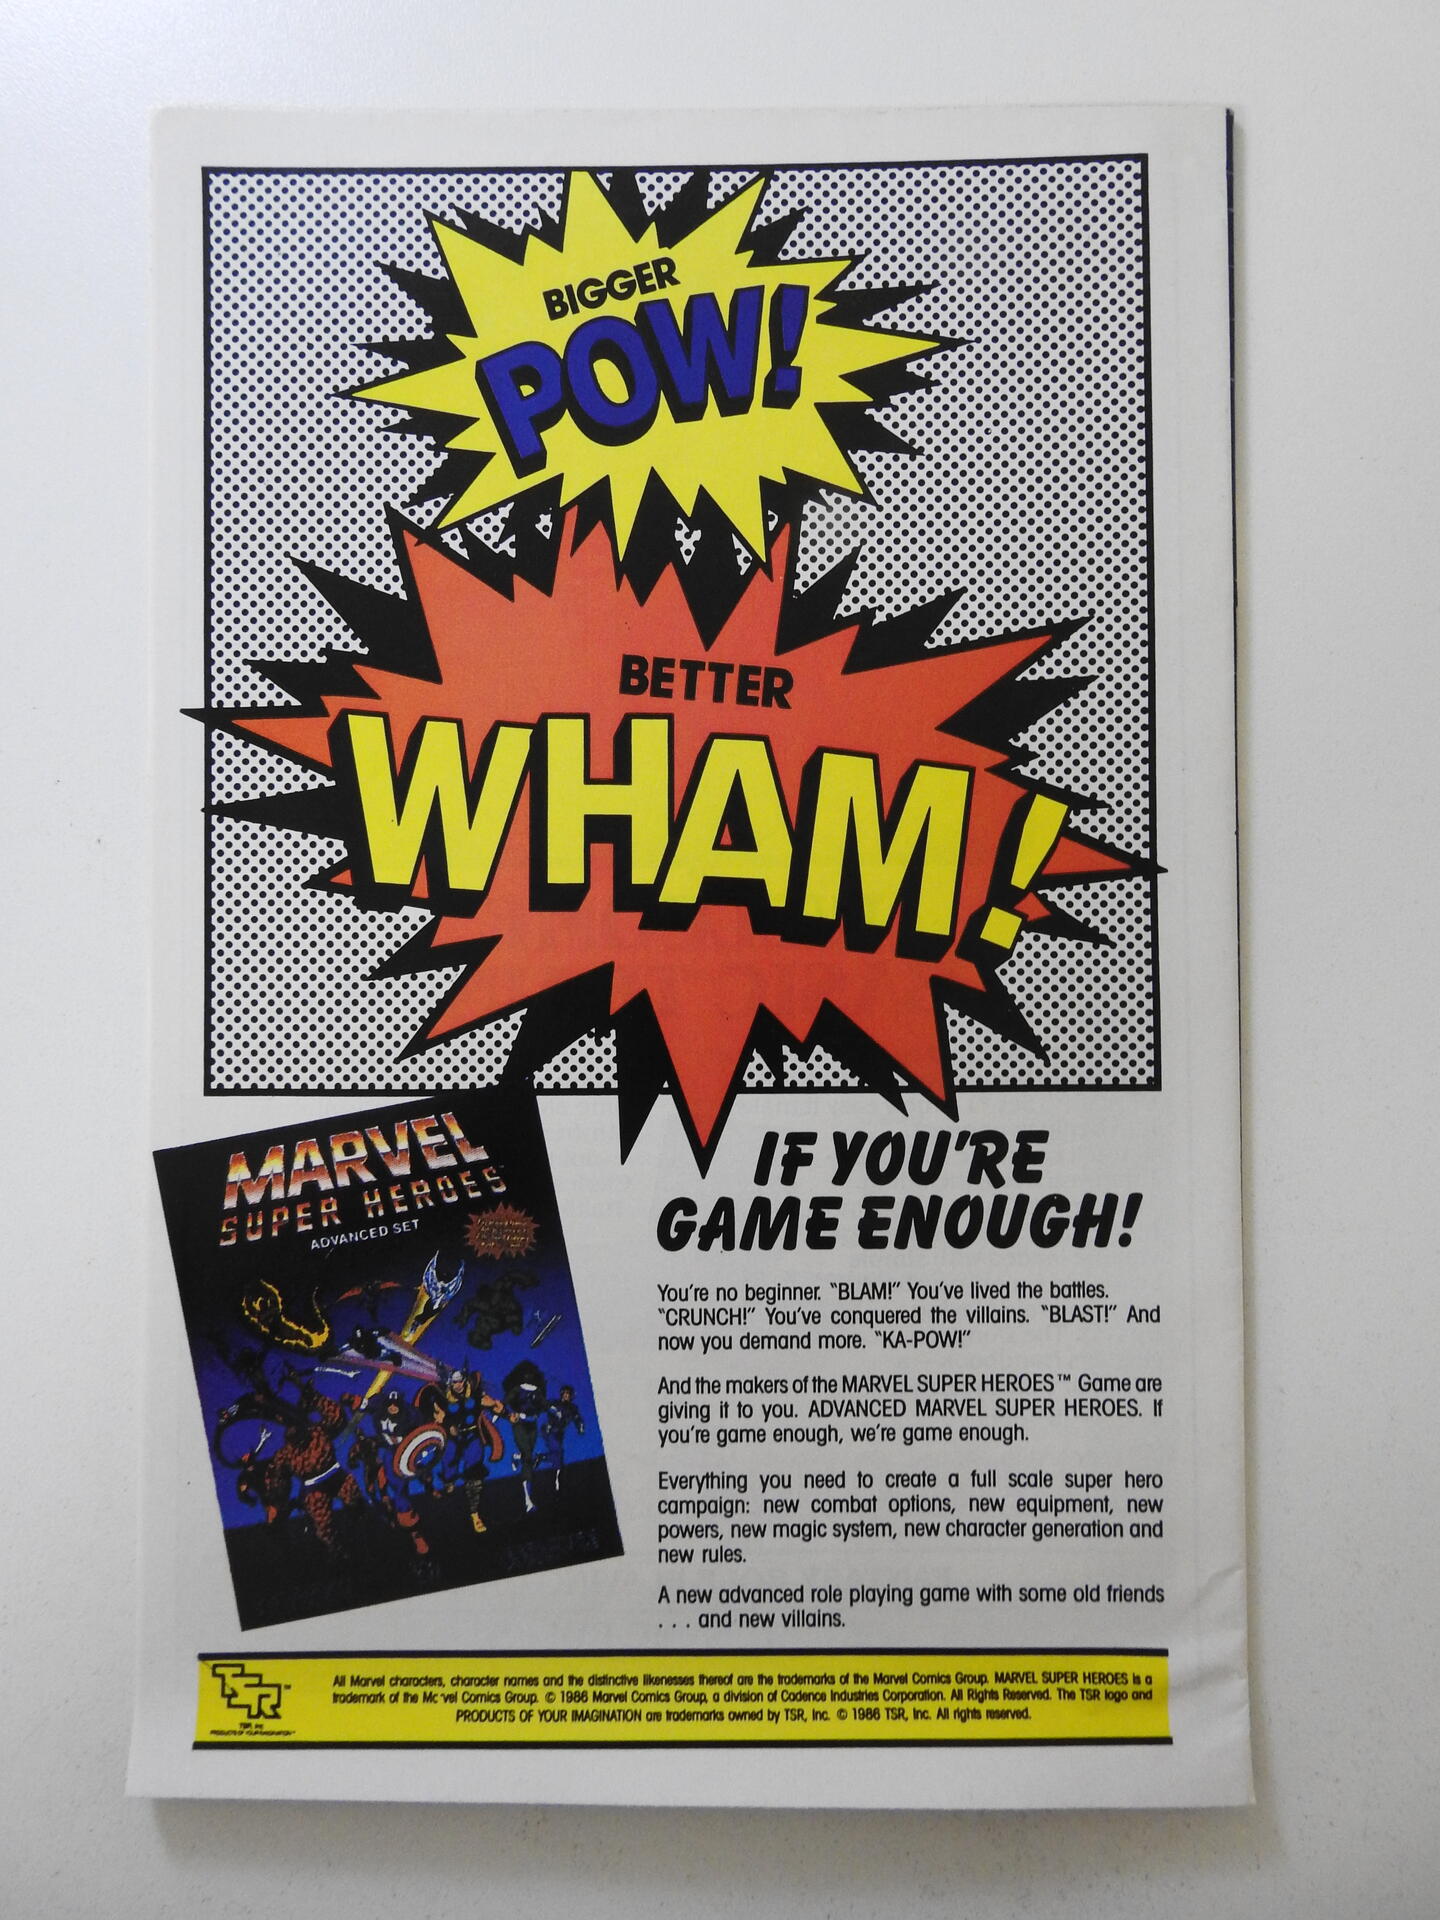 BIGGER
POW!
BETTER
WHAM!
MARVEL
SUPER HEROES
ADVANCED SET
IF YOU'RE
GAME ENOUGH!
You're no beginner. "BLAM!" You've lived the battles.
"CRUNCH!" You've conquered the villains. "BLAST!" And
now you demand more. "KA-POW!"
And the makers of the MARVEL SUPER HEROES™ Game are
giving it to you. ADVANCED MARVEL SUPER HEROES. If
you're game enough, we're game enough.
Everything you need to create a full scale super hero
campaign: new combat options, new equipment, new
powers, new magic system, new character generation and
new rules.
A new advanced role playing game with some old friends
. . . and new villains.
TSR™
TSR, Inc.
PRODUCTS OF YOUR IMAGINATION™
All Marvel characters, character names and the distinctive likenesses thereof are the trademarks of the Marvel Comics Group. MARVEL SUPER HEROES is a
trademark of the Marvel Comics Group. © 1986 Marvel Comics Group, a division of Cadence Industries Corporation. All Rights Reserved. The TSR logo and
PRODUCTS OF YOUR IMAGINATION are trademarks owned by TSR, Inc. © 1986 TSR, Inc. All rights reserved.